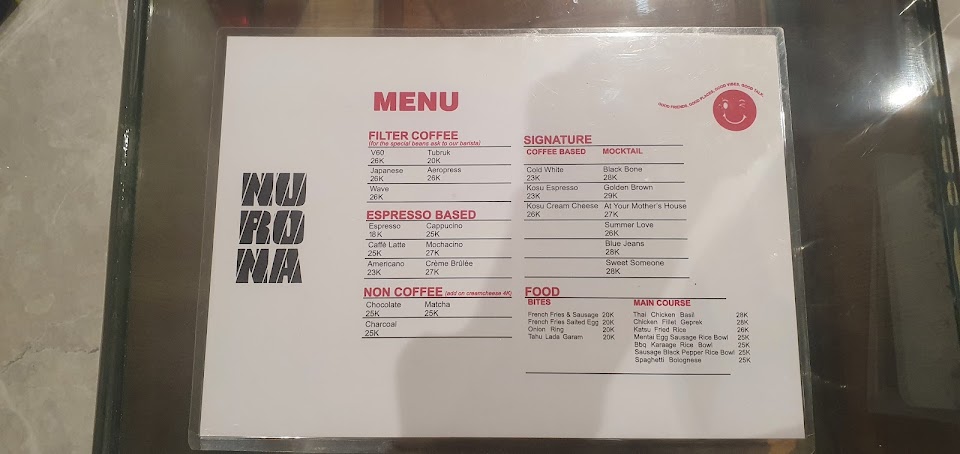 NU
RO
NA
MENU
GOOD FRIENDS, GOOD PLACES, GOOD VIBES, GOOD TALK.
FILTER COFFEE
(for the special beans ask to our barista)
V60 Tubruk
26K 20K
Japanese Aeropress
26K 26K
Wave
26K
ESPRESSO BASED
Espresso Cappucino
18K 25K
Caffé Latte Mochacino
25K 27K
Americano Crème Brûlée
23K 27K
NON COFFEE (add on creamcheese 4K)
Chocolate Matcha
25K 25K
Charcoal
25K
SIGNATURE
COFFEE BASED MOCKTAIL
Cold White Black Bone
23K 28K
Kosu Espresso Golden Brown
23K 29K
Kosu Cream Cheese At Your Mother's House
26K 27K
Summer Love
26K
Blue Jeans
28K
Sweet Someone
28K
FOOD
BITES
French Fries & Sausage 20K
French Fries Salted Egg 20K
Onion Ring 20K
Tahu Lada Garam 20K
MAIN COURSE
Thai Chicken Basil 28K
Chicken Fillet Geprek 28K
Katsu Fried Rice 26K
Mentai Egg Sausage Rice Bowl 25K
Bbq Karaage Rice Bowl 25K
Sausage Black Pepper Rice Bowl 25K
Spaghetti Bolognese 25K